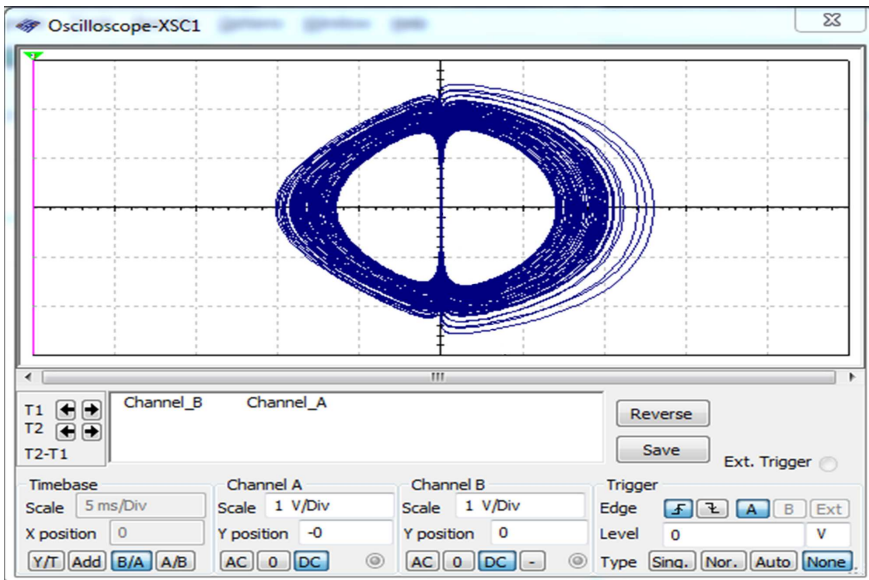 Oscilloscope-XSC1
T1
T2
T2-T1
Channel_B Channel_A
Reverse
Save
Ext. Trigger
Timebase
Scale 5 ms/Div
X position 0
Y/T Add B/A A/B
Channel A
Scale 1 V/Div
Y position -0
AC 0 DC
Channel B
Scale 1 V/Div
Y position 0
AC 0 DC -
Trigger
Edge A B Ext
Level 0 V
Type Sing. Nor. Auto None